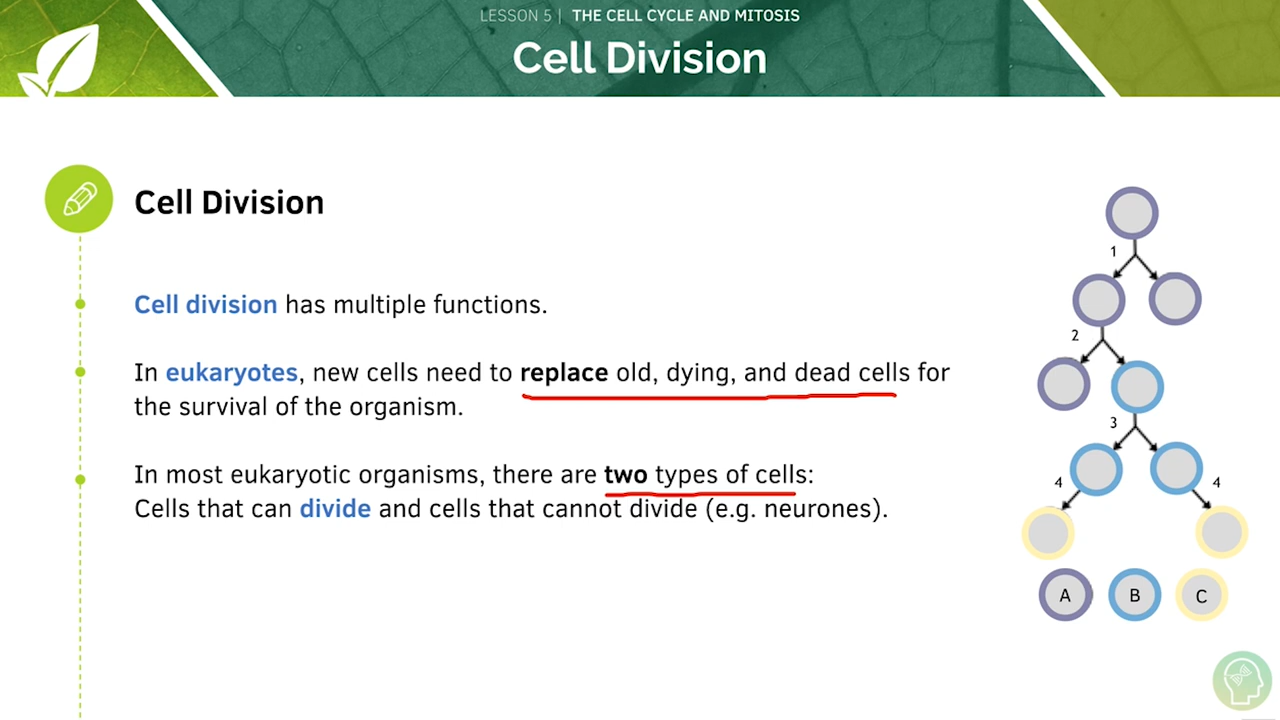 LESSON 5 | THE CELL CYCLE AND MITOSIS
Cell Division
Cell Division
Cell division has multiple functions.
In eukaryotes, new cells need to replace old, dying, and dead cells for
the survival of the organism.
In most eukaryotic organisms, there are two types of cells:
Cells that can divide and cells that cannot divide (e.g. neurones).
1
2
3
4 4
A B C